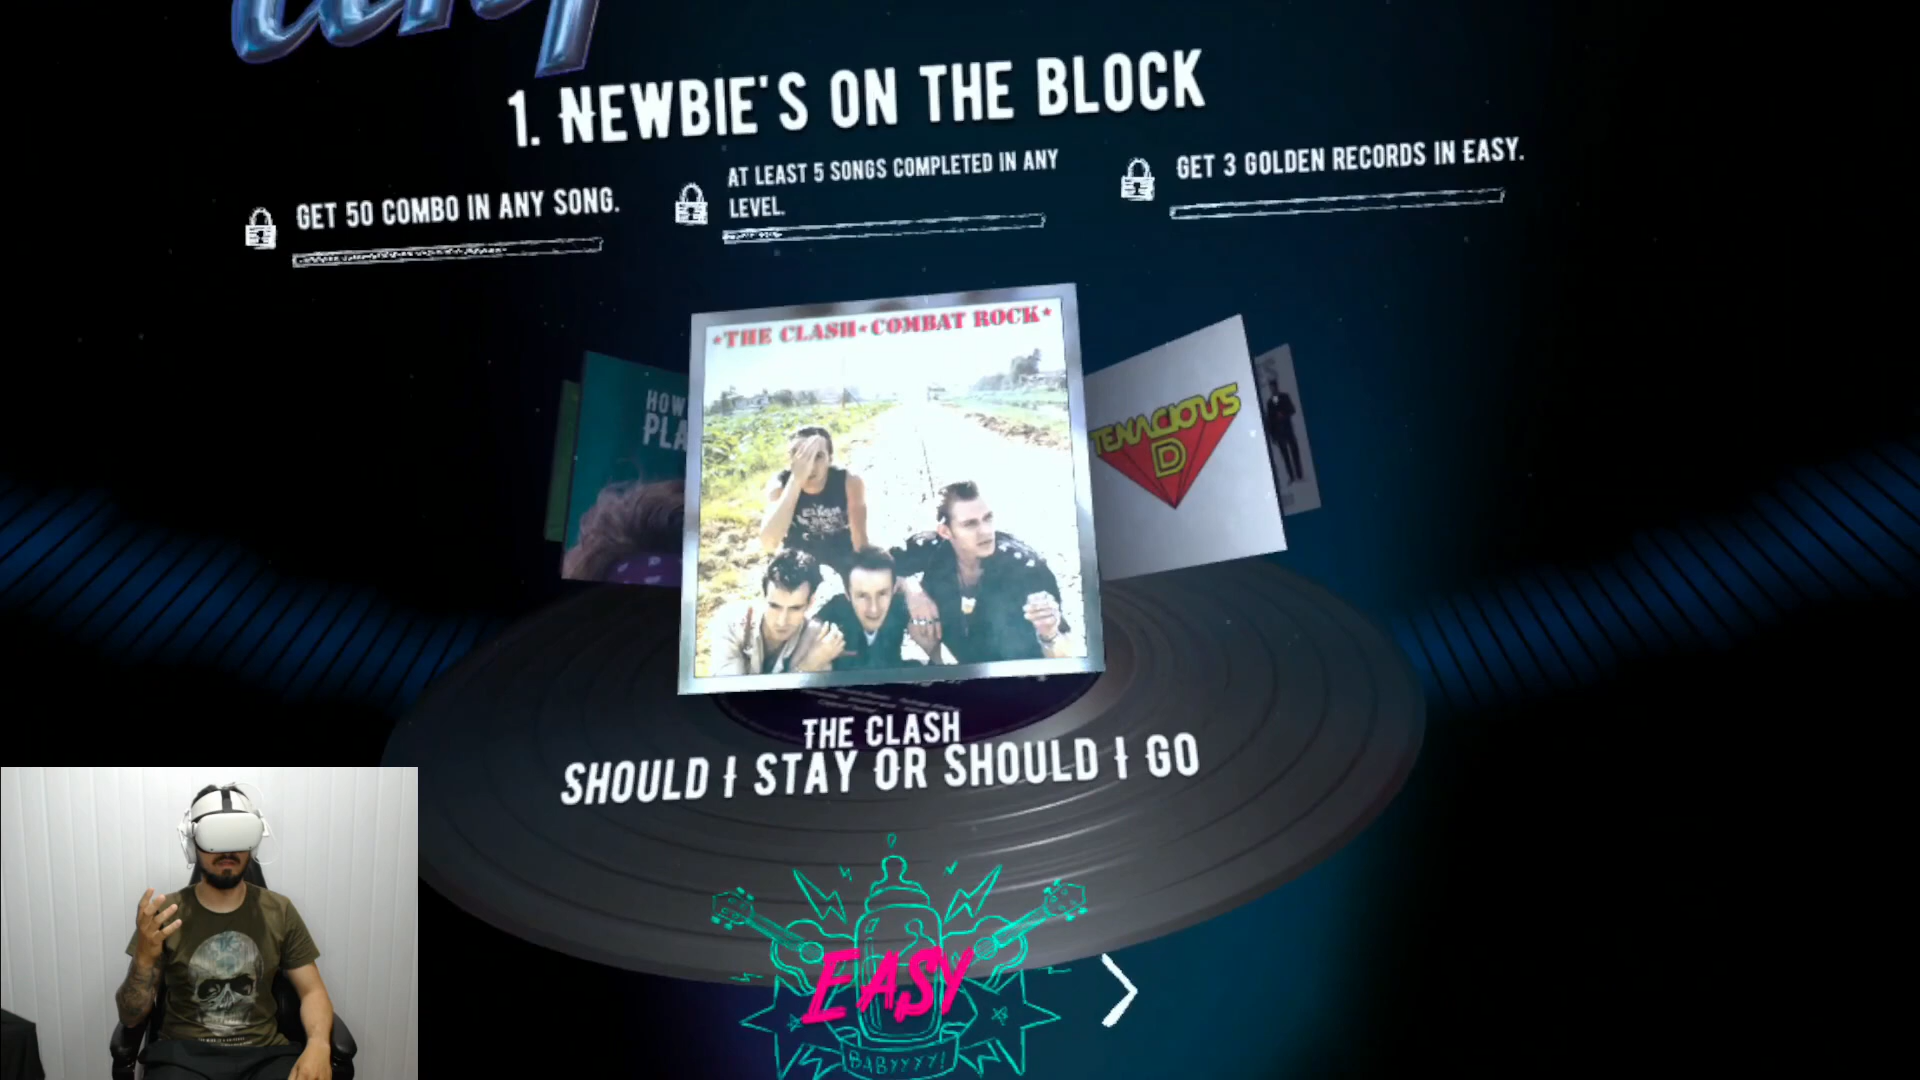 1. NEWBIE'S ON THE BLOCK
GET 50 COMBO IN ANY SONG.
AT LEAST 5 SONGS COMPLETED IN ANY
LEVEL.
GET 3 GOLDEN RECORDS IN EASY.
★THE CLASH★COMBAT ROCK★
HOW
PLA
TENACIOUS
D
THE CLASH
SHOULD I STAY OR SHOULD I GO
EASY
BABYYYY!